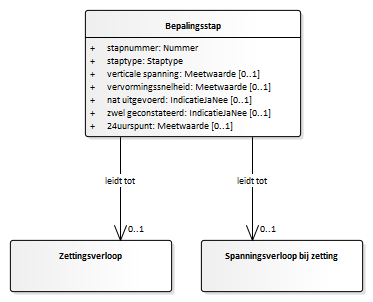 Bepalingsstap
+ stapnummer: Nummer
+ staptype: Staptype
+ verticale spanning: Meetwaarde [0..1]
+ vervormingssnelheid: Meetwaarde [0..1]
+ nat uitgevoerd: IndicatieJaNee [0..1]
+ zwel geconstateerd: IndicatieJaNee [0..1]
+ 24uurspunt: Meetwaarde [0..1]
leidt tot
leidt tot
0..1
0..1
Zettingsverloop
Spanningsverloop bij zetting